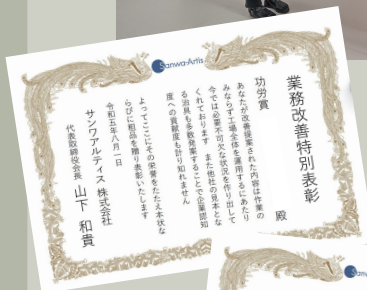 Sanwa-Artis
業務改善特別表彰
殿
功労賞
あなたが改善提案された内容は作業の
みならず工場全体を運用するにあたり
今では必要不可欠な状況を作り出して
くれております　また他社の見本とな
る治具も多数発案することで企業認知
度への貢献度も計り知れません
よってここにその栄誉をたたえ本状な
らびに粗品を贈り表彰いたします
令和五年八月一日
サンワアルティス 株式会社
代表取締役会長 山下 和貴